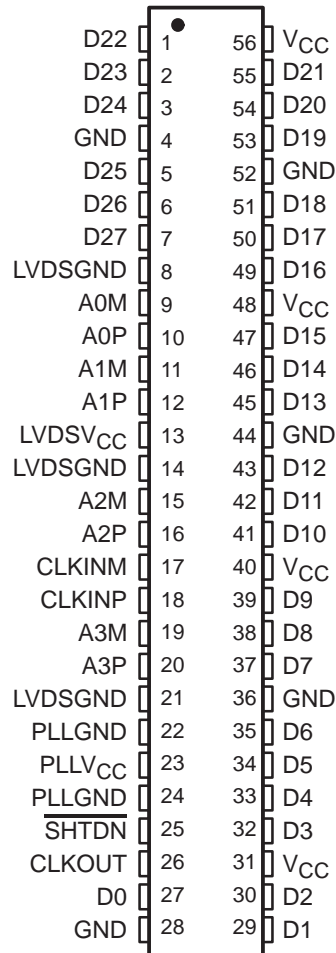 D22 1 56 VCC
D23 2 55 D21
D24 3 54 D20
GND 4 53 D19
D25 5 52 GND
D26 6 51 D18
D27 7 50 D17
LVDSGND 8 49 D16
A0M 9 48 VCC
A0P 10 47 D15
A1M 11 46 D14
A1P 12 45 D13
LVDSVCC 13 44 GND
LVDSGND 14 43 D12
A2M 15 42 D11
A2P 16 41 D10
CLKINM 17 40 VCC
CLKINP 18 39 D9
A3M 19 38 D8
A3P 20 37 D7
LVDSGND 21 36 GND
PLLGND 22 35 D6
PLLVCC 23 34 D5
PLLGND 24 33 D4
SHTDN 25 32 D3
CLKOUT 26 31 VCC
D0 27 30 D2
GND 28 29 D1